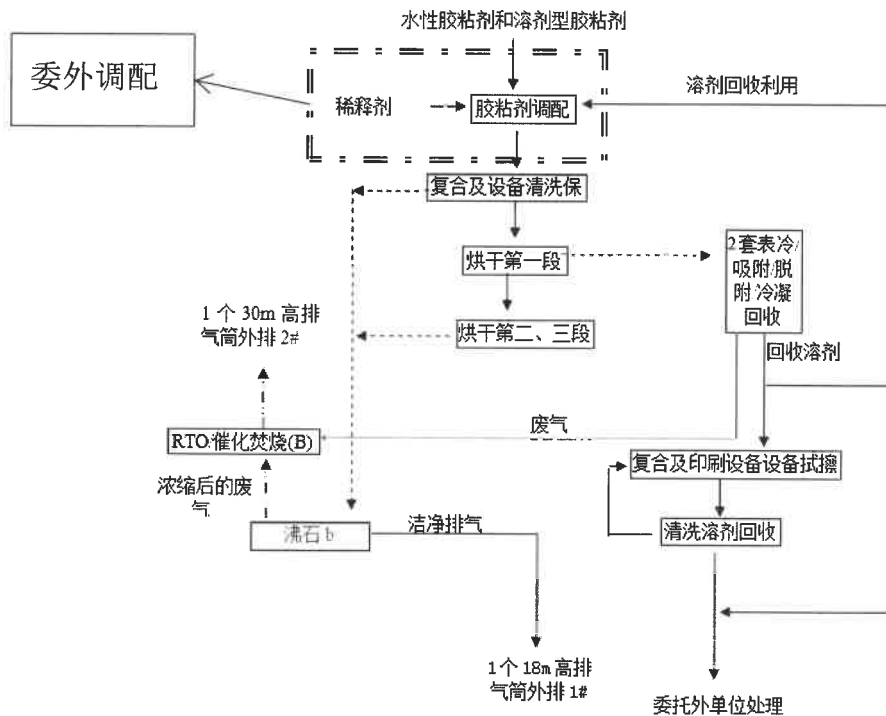 水性胶粘剂和溶剂型胶粘剂
委外调配
稀释剂
胶粘剂调配
溶剂回收利用
复合及设备清洗保
烘干第一段
2套表冷/
吸附/脱
附/冷凝
回收
1个30m高排
气筒外排2#
烘干第二、三段
回收溶剂
RTO/催化焚烧(B)
废气
复合及印刷设备设备拭擦
浓缩后的废
气
沸石b
洁净排气
清洗溶剂回收
1个18m高排
气筒外排1#
委托外单位处理